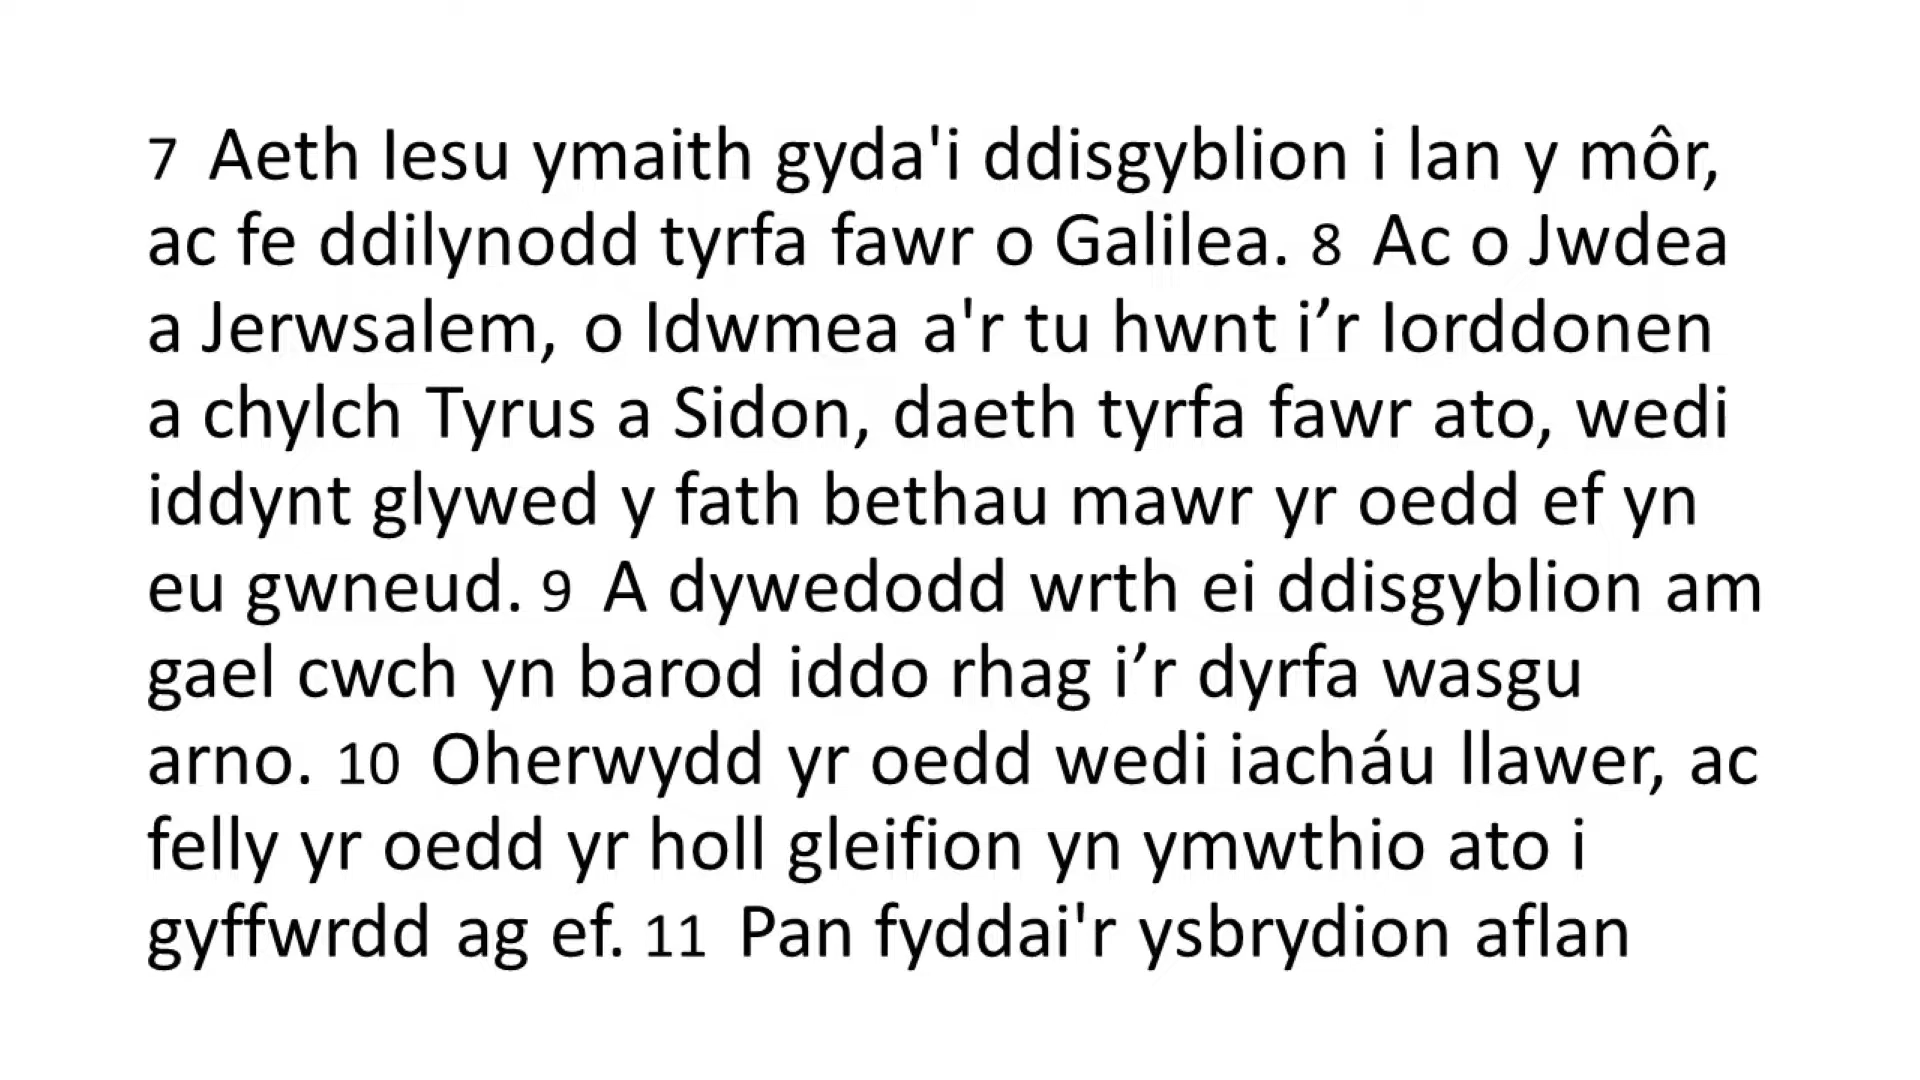 7 Aeth Iesu ymaith gyda'i ddisgyblion i lan y môr,
ac fe ddilynodd tyrfa fawr o Galilea. 8 Ac o Jwdea
a Jerwsalem, o Idwmea a'r tu hwnt i’r Iorddonen
a chylch Tyrus a Sidon, daeth tyrfa fawr ato, wedi
iddynt glywed y fath bethau mawr yr oedd ef yn
eu gwneud. 9 A dywedodd wrth ei ddisgyblion am
gael cwch yn barod iddo rhag i’r dyrfa wasgu
arno. 10 Oherwydd yr oedd wedi iacháu llawer, ac
felly yr oedd yr holl gleifion yn ymwthio ato i
gyffwrdd ag ef. 11 Pan fyddai'r ysbrydion aflan